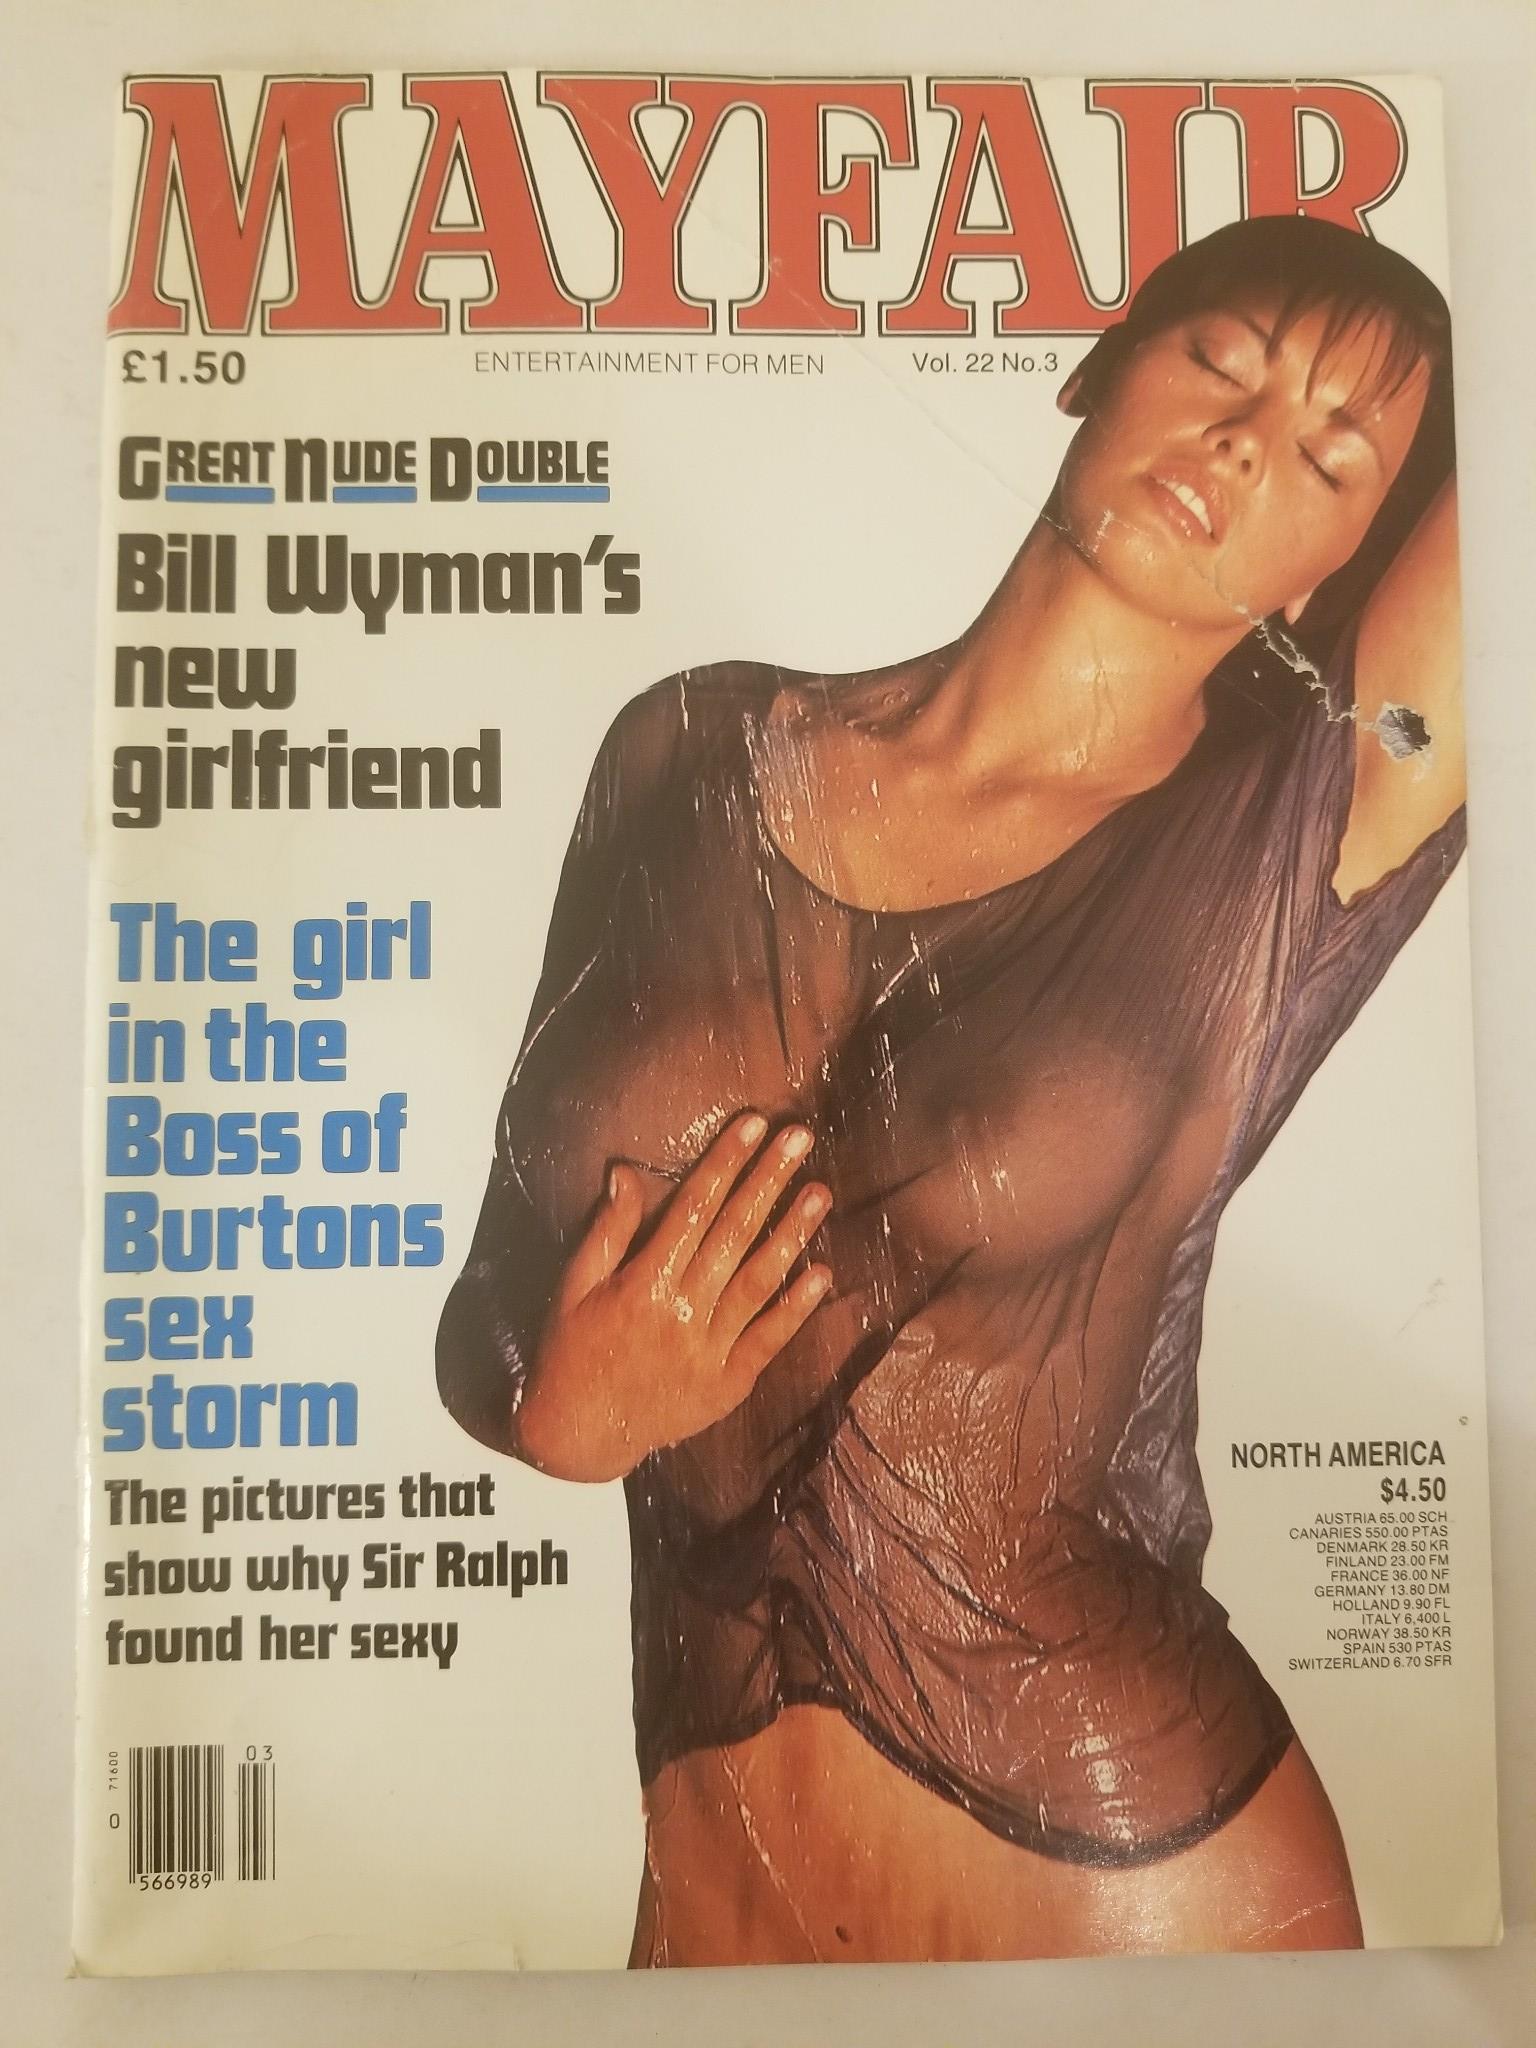 MAYFAIR
£1.50
ENTERTAINMENT FOR MEN
Vol. 22 No.3
GREAT NUDE DOUBLE
Bill Wyman's
new
girlfriend
The girl
in the
Boss of
Burtons
sex
storm
The pictures that
show why Sir Ralph
found her sexy
NORTH AMERICA
$4.50
AUSTRIA 65.00 SCH
CANARIES 550.00 PTAS
DENMARK 28.50 KR
FINLAND 23.00 FM
FRANCE 36.00 NF
GERMANY 13.80 DM
HOLLAND 9.90 FL
ITALY 6,400 L
NORWAY 38.50 KR
SPAIN 530 PTAS
SWITZERLAND 6.70 SFR
03
0 71600
566989